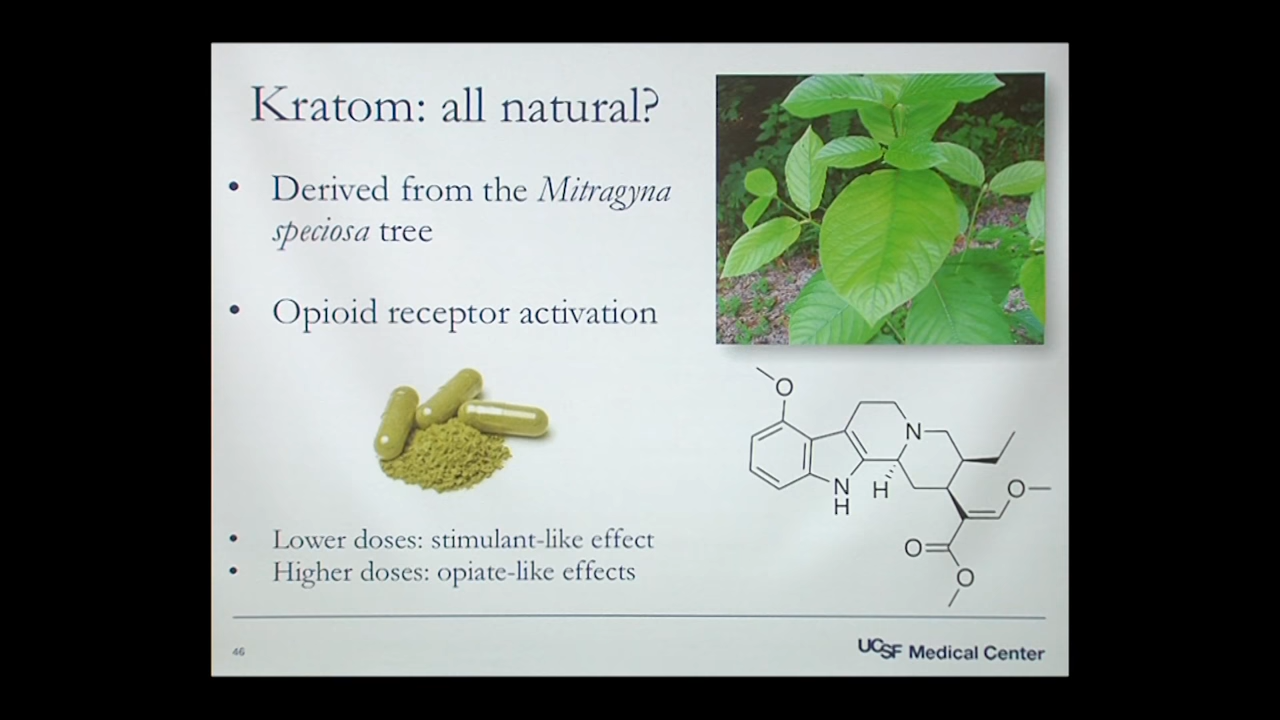 Kratom: all natural?
• Derived from the Mitragyna
speciosa tree
• Opioid receptor activation
• Lower doses: stimulant-like effect
• Higher doses: opiate-like effects
O
N
N
H
H
O
O
O
46
UCSF Medical Center